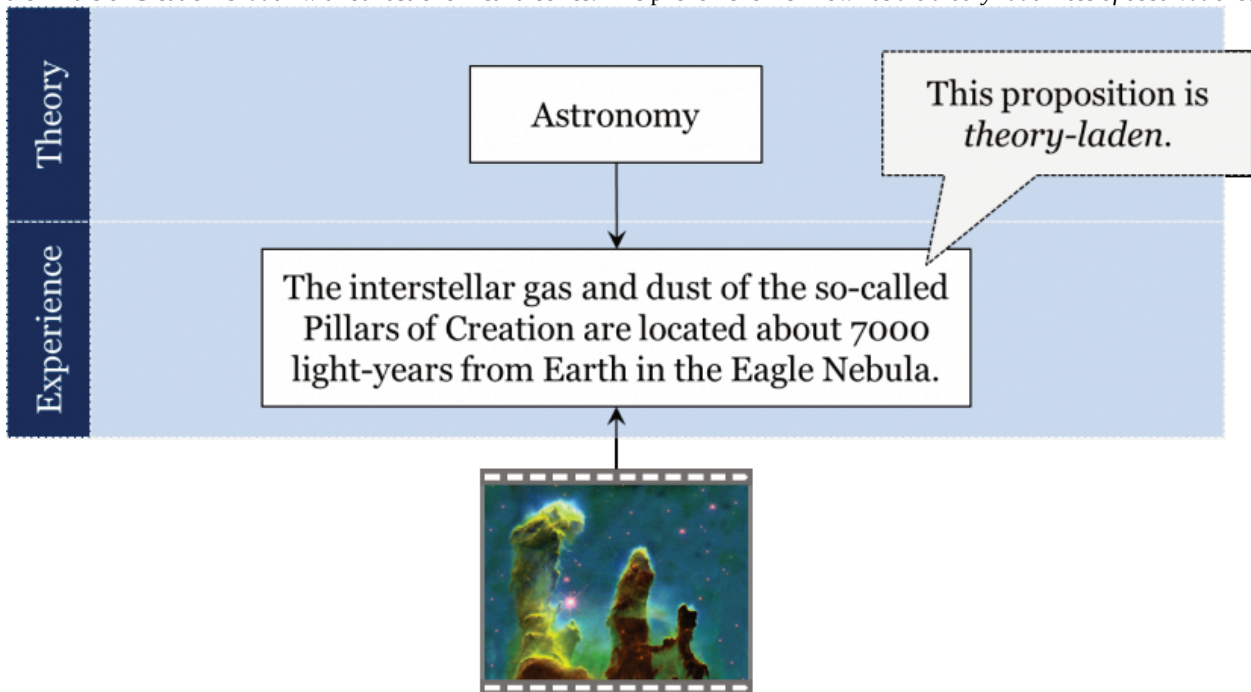 Theory
Astronomy
This proposition is
theory-laden.
Experience
The interstellar gas and dust of the so-called
Pillars of Creation are located about 7000
light-years from Earth in the Eagle Nebula.